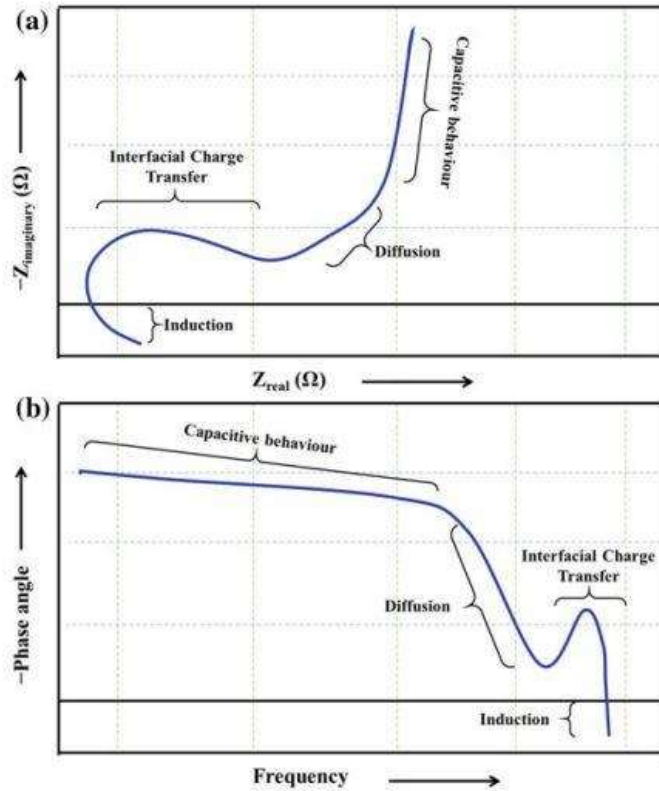 (a)
Capacitive behaviour
Interfacial Charge
Transfer
Diffusion
Induction
−Z_imaginary (Ω)
Z_real (Ω)
(b)
Capacitive behaviour
Interfacial Charge
Transfer
Diffusion
Induction
−Phase angle
Frequency